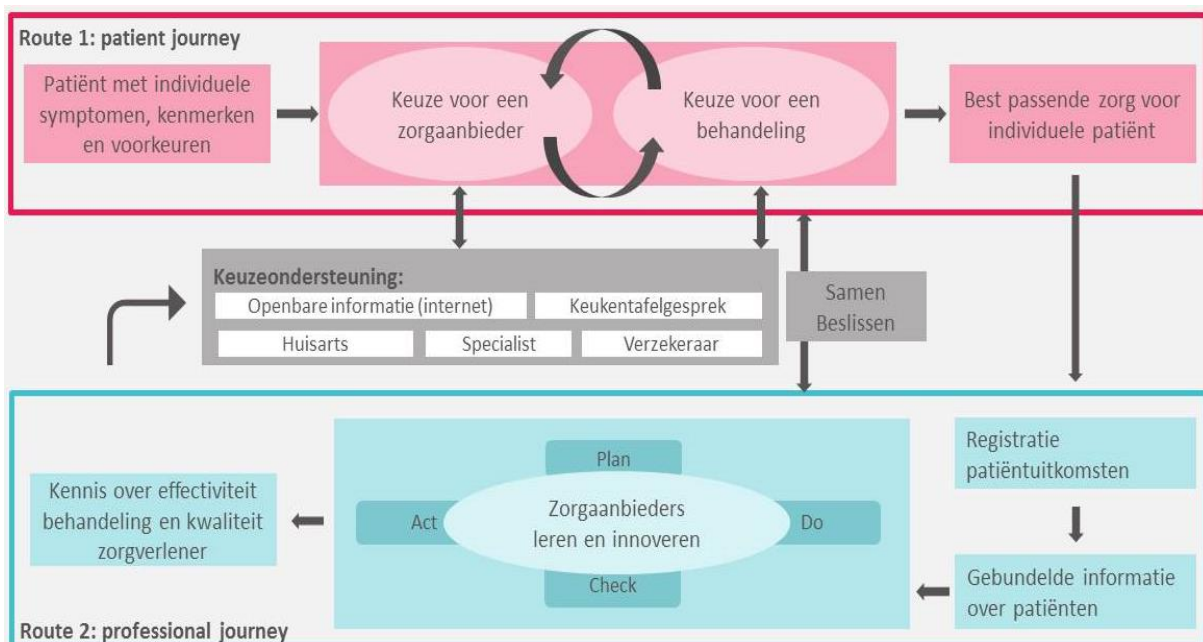 Route 1: patient journey
Patiënt met individuele
symptomen, kenmerken
en voorkeuren
Keuze voor een
zorgaanbieder
Keuze voor een
behandeling
Best passende zorg voor
individuele patiënt
Keuzeondersteuning:
Openbare informatie (internet)
Keukentafelgesprek
Huisarts
Specialist
Verzekeraar
Samen
Beslissen
Kennis over effectiviteit
behandeling en kwaliteit
zorgverlener
Plan
Act
Zorgaanbieders
leren en innoveren
Do
Check
Registratie
patiëntuitkomsten
Gebundelde informatie
over patiënten
Route 2: professional journey